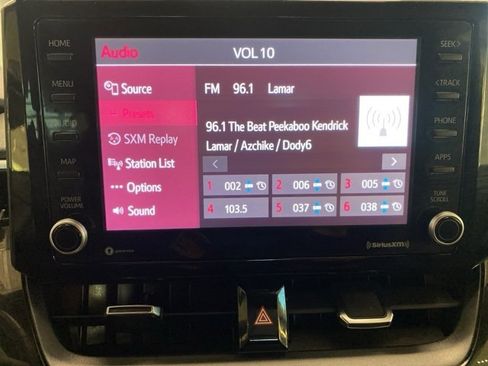 Audio VOL 10
HOME
SEEK>
Source FM 96.1 Lamar
MENU
<TRACK
Presets
AUDIO
96.1 The Beat Peekaboo Kendrick
PHONE
SXM Replay
Lamar / Azchike / Dody6
MAP
Station List < >
APPS
Options 1 002 2 006 3 005
POWER
VOLUME
TUNE
SCROLL
Sound 4 103.5 5 037 6 038
SiriusXM